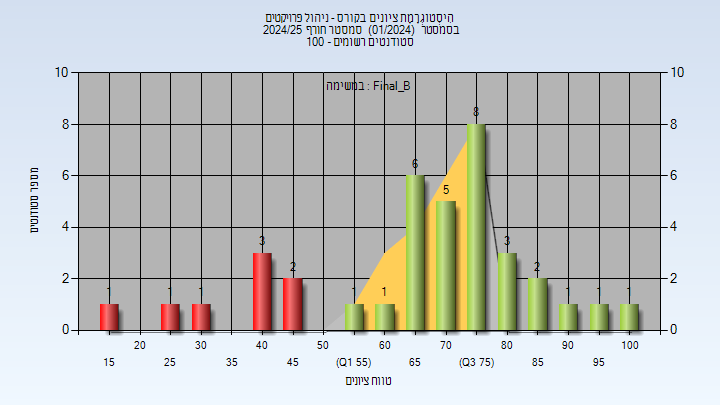 היסטוגרמת ציונים בקורס - ניהול פרויקטים
בסמסטר (01/2024) סמסטר חורף 2024/25
סטודנטים רשומים - 100
במשימה : Final_B
מספר סטודנטים
10 10
8 8
6 6
4 4
2 2
0 0
1 1 1 3 2 1 1 6 5 8 3 2 1 1 1
20 30 40 50 60 70 80 90 100
15 25 35 45 (Q1 55) 65 (Q3 75) 85 95
טווח ציונים